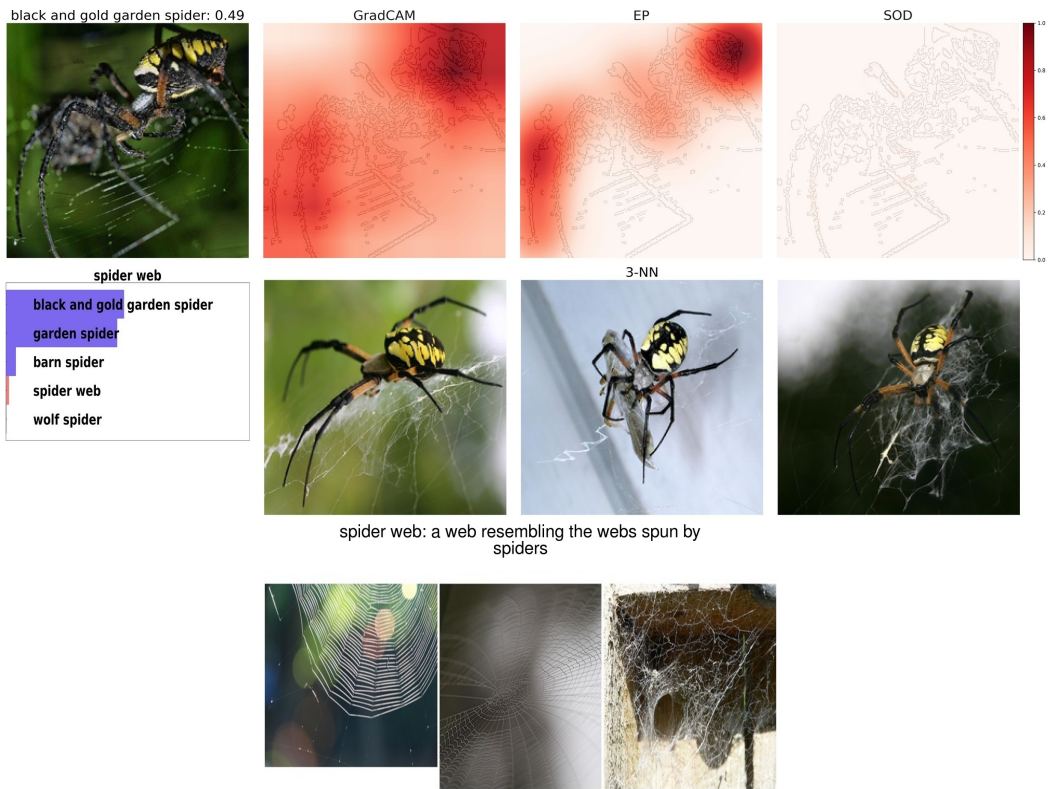 black and gold garden spider: 0.49
GradCAM
EP
SOD
1.0
0.8
0.6
0.4
0.2
0.0
spider web
black and gold garden spider
garden spider
barn spider
spider web
wolf spider
3-NN
spider web: a web resembling the webs spun by
spiders